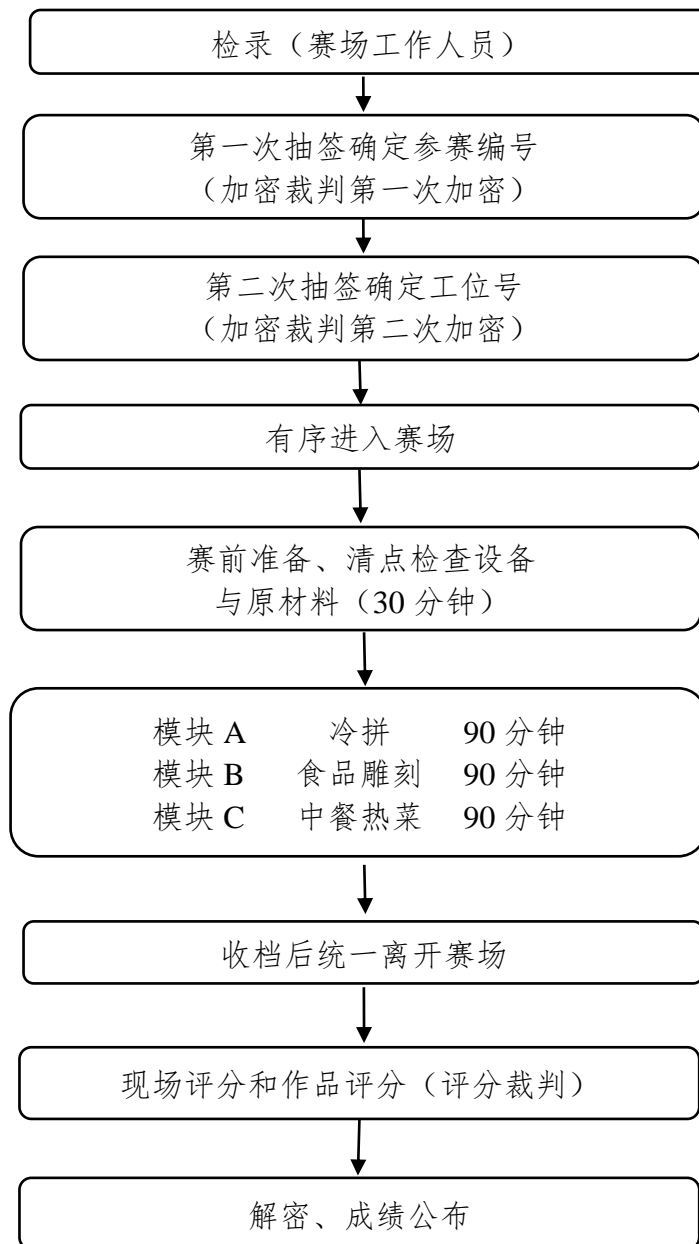 检录（赛场工作人员）
第一次抽签确定参赛编号
（加密裁判第一次加密）
第二次抽签确定工位号
（加密裁判第二次加密）
有序进入赛场
赛前准备、清点检查设备
与原材料（30 分钟）
模块 A 冷拼 90 分钟
模块 B 食品雕刻 90 分钟
模块 C 中餐热菜 90 分钟
收档后统一离开赛场
现场评分和作品评分（评分裁判）
解密、成绩公布